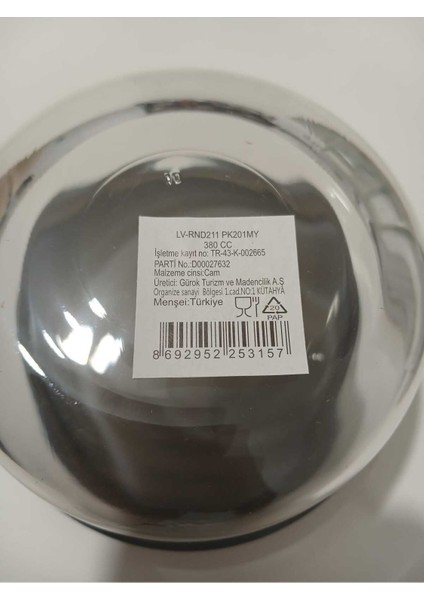 LV-RND211 PK201MY
380 CC
İşletme kayıt no: TR-43-K-002665
PARTİ No.:D00027632
Malzeme cinsi:Cam
Üretici: Gürok Turizm ve Madencilik A.Ş
Organize sanayi Bölgesi 1.cad.NO:1 KÜTAHYA
Menşei:Türkiye
20
PAP
8 692952 253157